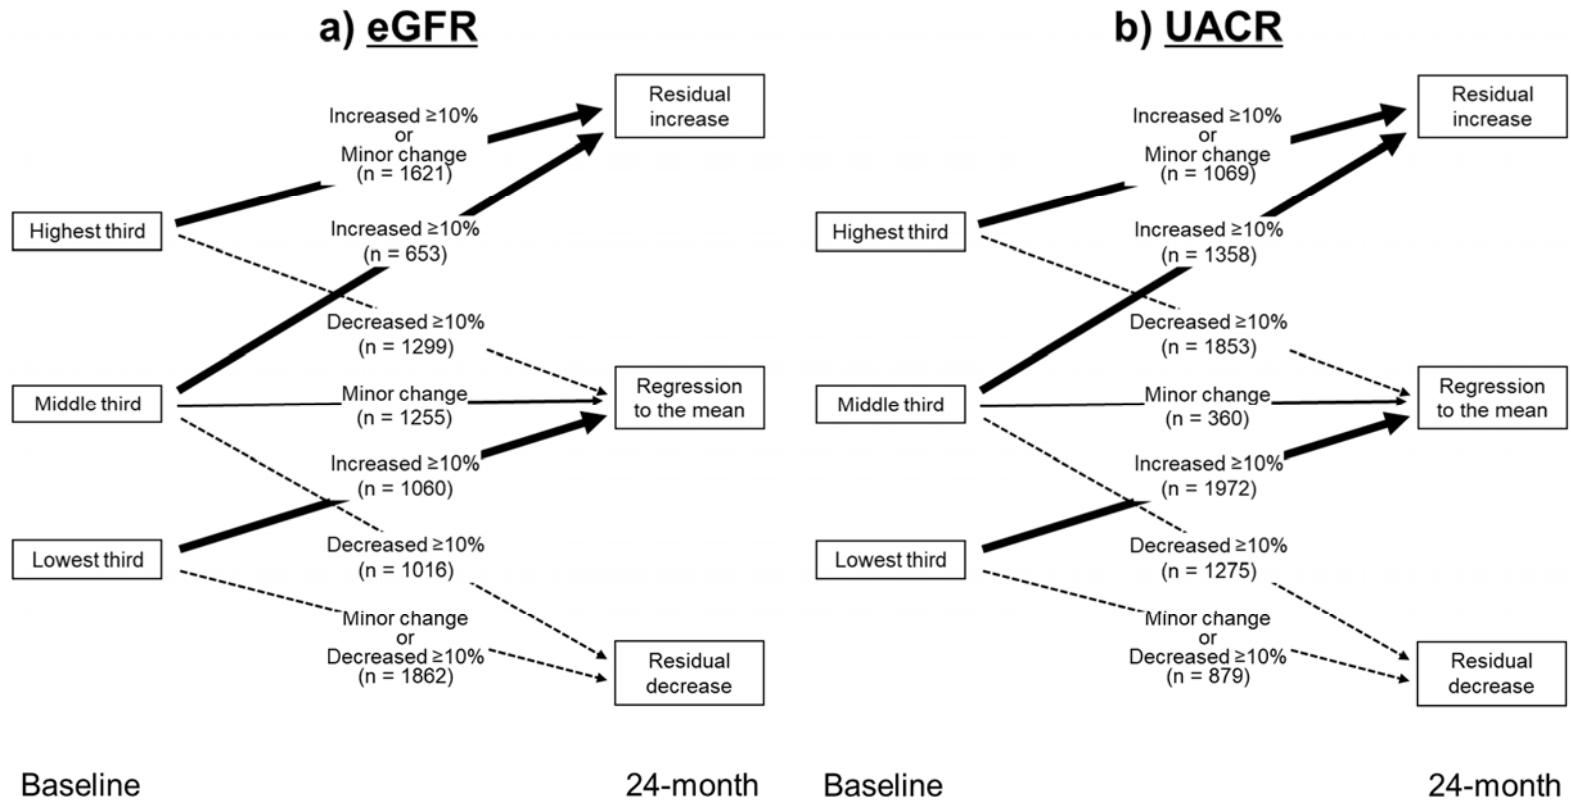 a) eGFR
Increased ≥10%
or
Minor change
(n = 1621)
Residual
increase
Highest third
Increased ≥10%
(n = 653)
Decreased ≥10%
(n = 1299)
Middle third
Minor change
(n = 1255)
Regression
to the mean
Increased ≥10%
(n = 1060)
Lowest third
Decreased ≥10%
(n = 1016)
Minor change
or
Decreased ≥10%
(n = 1862)
Residual
decrease
Baseline
24-month
b) UACR
Increased ≥10%
or
Minor change
(n = 1069)
Residual
increase
Highest third
Increased ≥10%
(n = 1358)
Decreased ≥10%
(n = 1853)
Middle third
Minor change
(n = 360)
Regression
to the mean
Increased ≥10%
(n = 1972)
Lowest third
Decreased ≥10%
(n = 1275)
Minor change
or
Decreased ≥10%
(n = 879)
Residual
decrease
Baseline
24-month